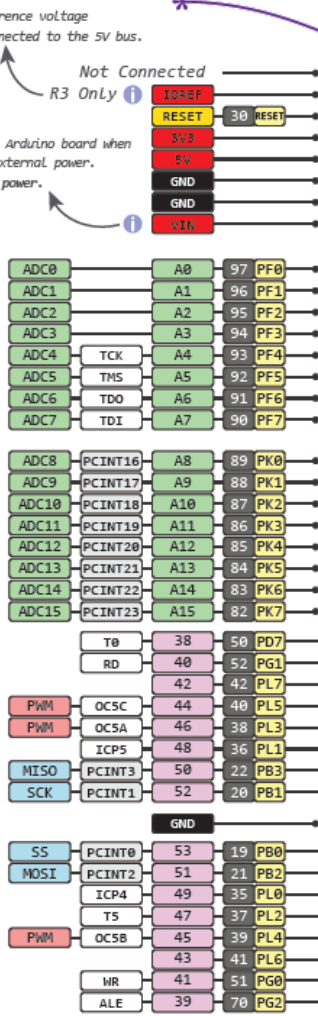 rence voltage
nected to the 5V bus.
Not Connected
R3 Only i IOREF
RESET 30 RESET
Arduino board when
3V3
xternal power.
5V
power.
GND
GND
i VIN
ADC0 A0 97 PF0
ADC1 A1 96 PF1
ADC2 A2 95 PF2
ADC3 A3 94 PF3
ADC4 TCK A4 93 PF4
ADC5 TMS A5 92 PF5
ADC6 TDO A6 91 PF6
ADC7 TDI A7 90 PF7
ADC8 PCINT16 A8 89 PK0
ADC9 PCINT17 A9 88 PK1
ADC10 PCINT18 A10 87 PK2
ADC11 PCINT19 A11 86 PK3
ADC12 PCINT20 A12 85 PK4
ADC13 PCINT21 A13 84 PK5
ADC14 PCINT22 A14 83 PK6
ADC15 PCINT23 A15 82 PK7
T0 38 50 PD7
RD 40 52 PG1
42 42 PL7
PWM OC5C 44 40 PL5
PWM OC5A 46 38 PL3
ICP5 48 36 PL1
MISO PCINT3 50 22 PB3
SCK PCINT1 52 20 PB1
GND
SS PCINT0 53 19 PB0
MOSI PCINT2 51 21 PB2
ICP4 49 35 PL0
T5 47 37 PL2
PWM OC5B 45 39 PL4
43 41 PL6
WR 41 51 PG0
ALE 39 70 PG2